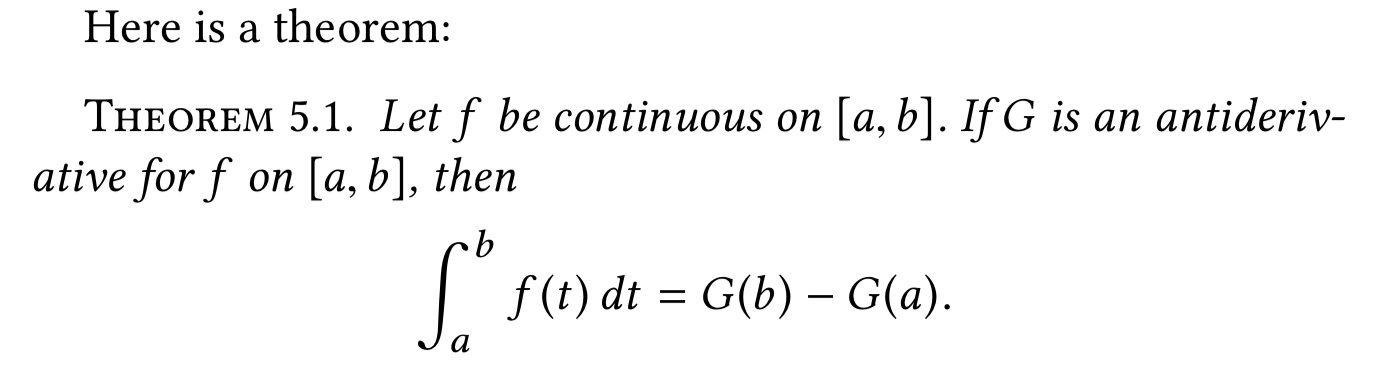 Here is a theorem:
THEOREM 5.1. Let f be continuous on [a, b]. If G is an antideriv-
ative for f on [a, b], then
∫_a^b f(t) dt = G(b) − G(a).